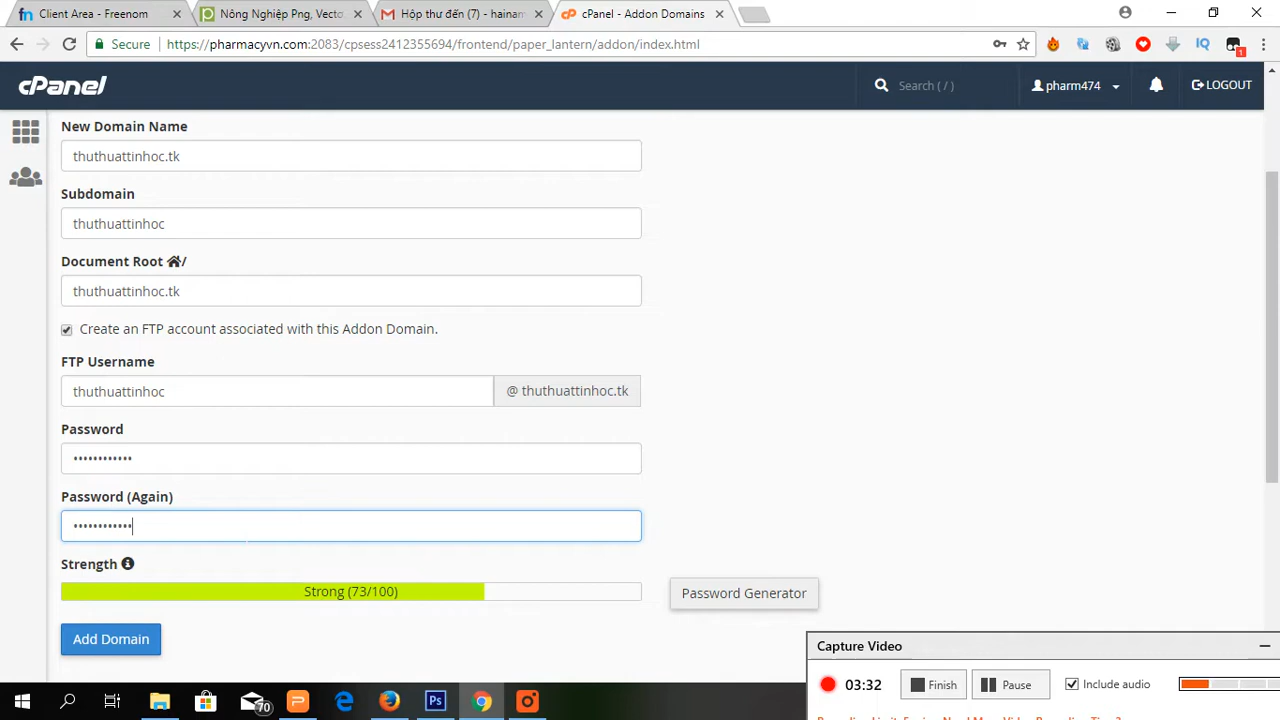 Client Area - Freenom
Nông Nghiệp Png, Vecto
Hộp thư đến (7) - hainam
cPanel - Addon Domains
Secure
https://pharmacyvn.com:2083/cpsess2412355694/frontend/paper_lantern/addon/index.html
IQ
1
cPanel
Search ( / )
pharm474
LOGOUT
New Domain Name
thuthuattinhoc.tk
Subdomain
thuthuattinhoc
Document Root /
thuthuattinhoc.tk
Create an FTP account associated with this Addon Domain.
FTP Username
thuthuattinhoc
@ thuthuattinhoc.tk
Password
••••••••••••
Password (Again)
••••••••••••
Strength
Strong (73/100)
Password Generator
Add Domain
Capture Video
03:32
Finish
Pause
Include audio
70
Ps